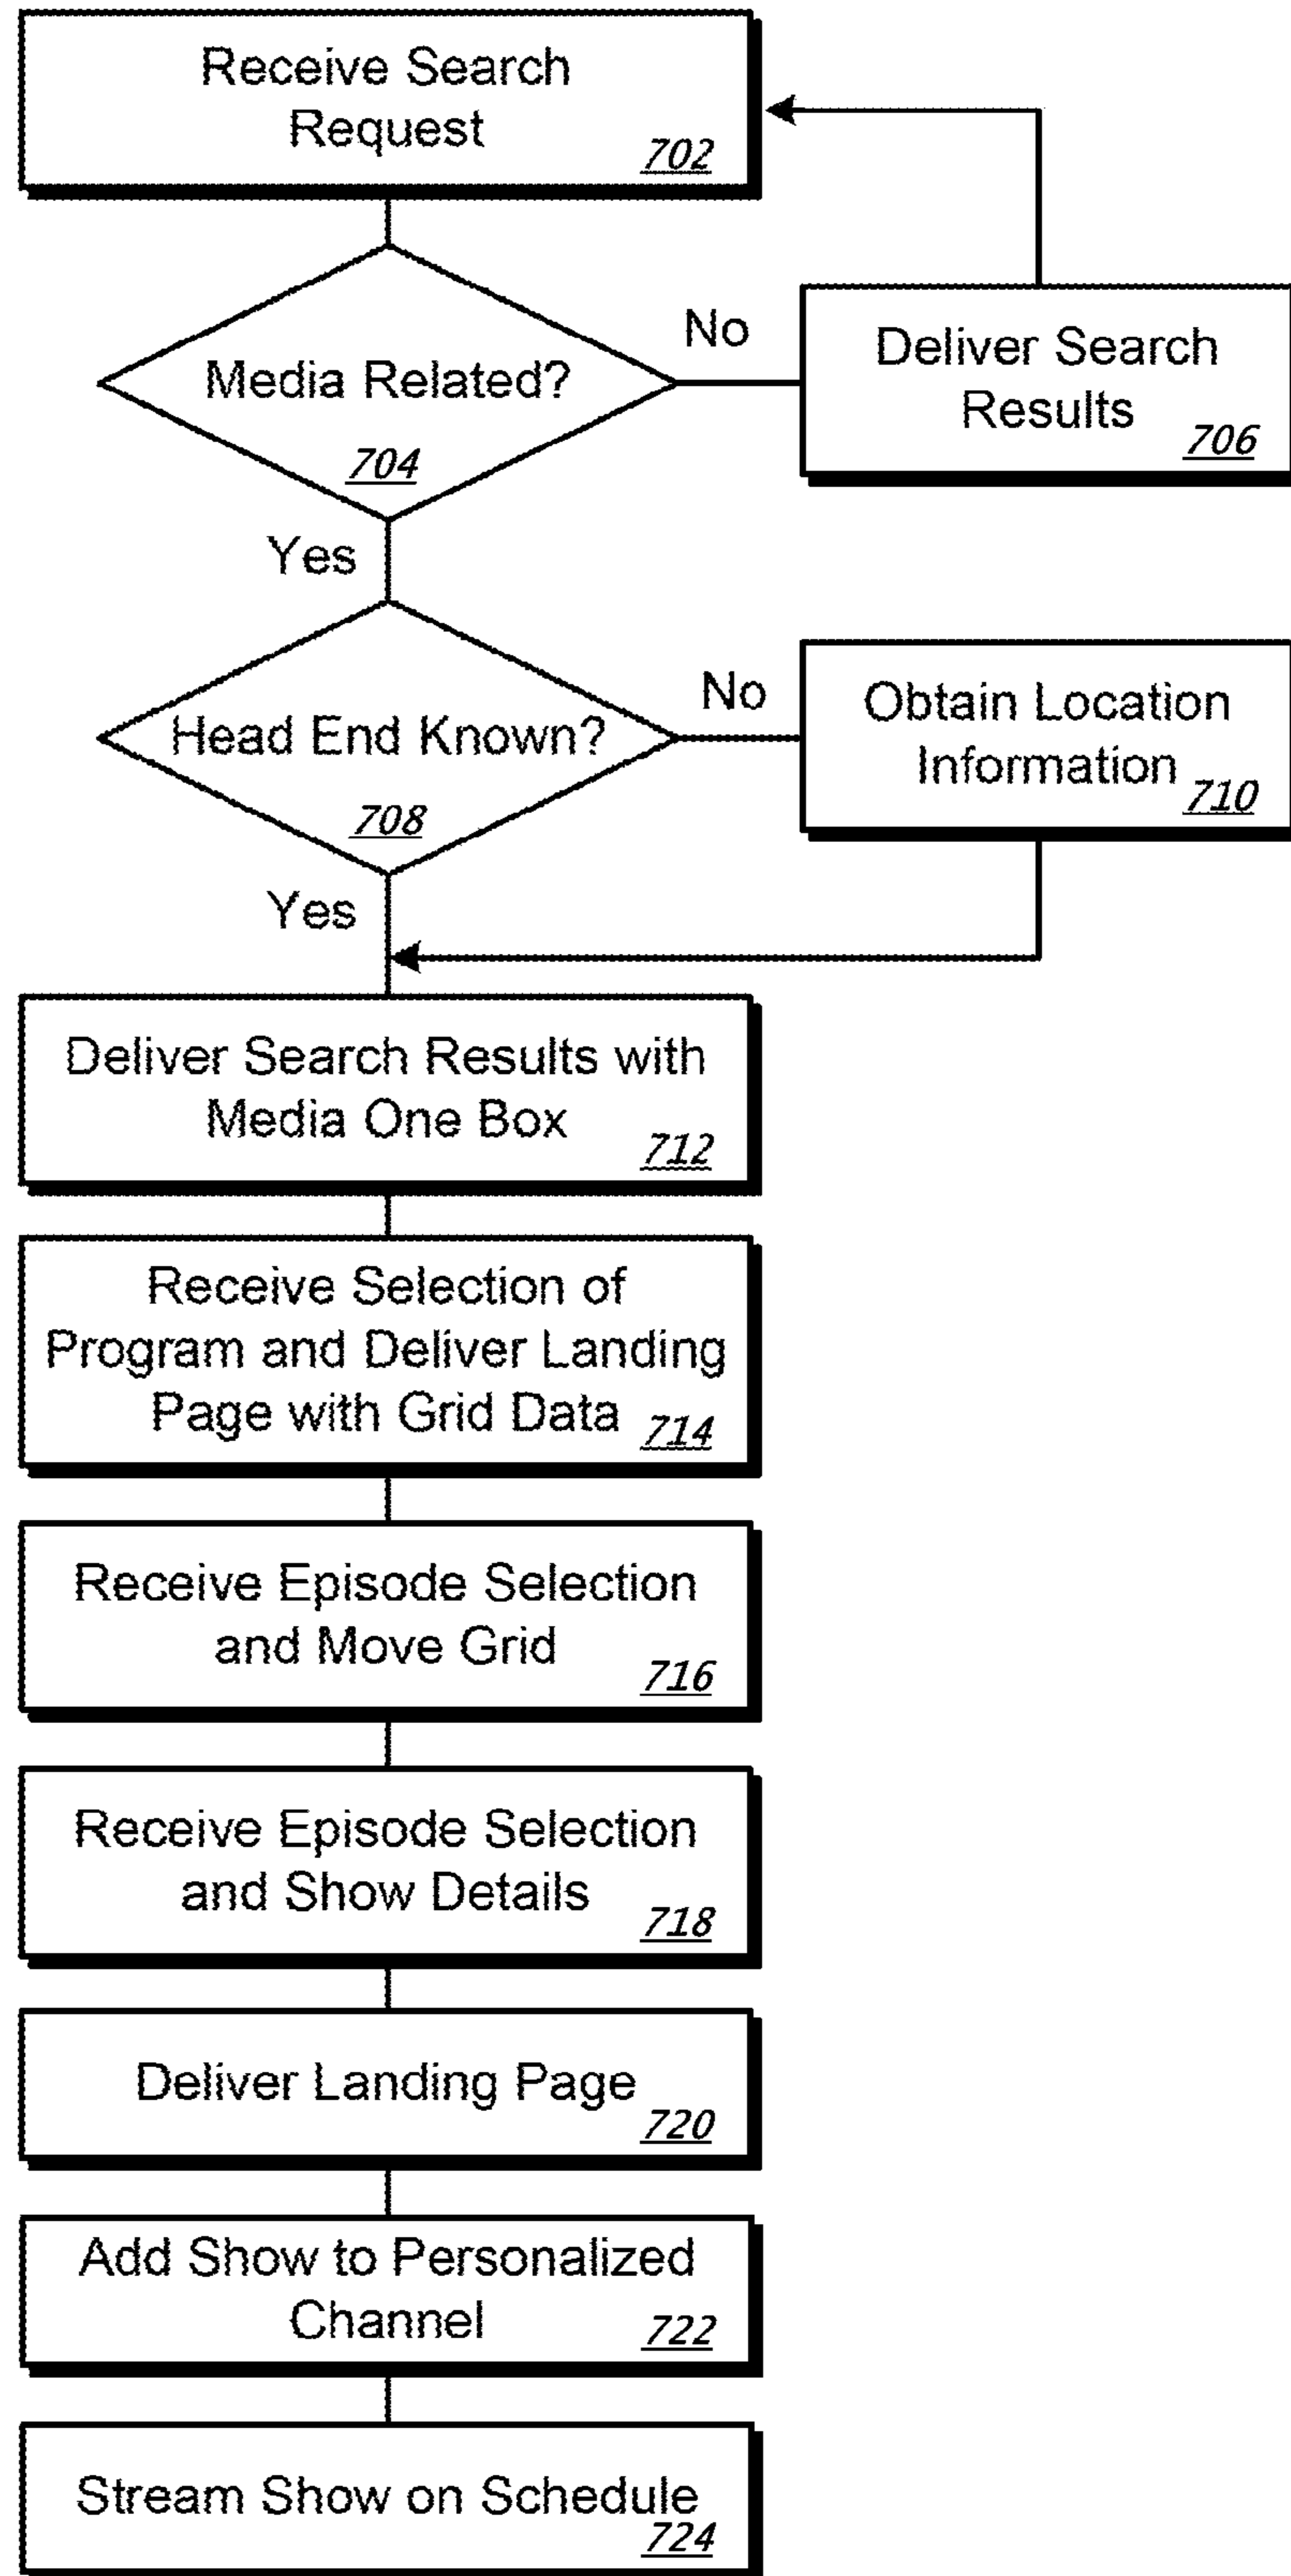 Receive Search
Request
702
Media Related?
704
No
Deliver Search
Results
706
Yes
Head End Known?
708
No
Obtain Location
Information
710
Yes
Deliver Search Results with
Media One Box
712
Receive Selection of
Program and Deliver Landing
Page with Grid Data
714
Receive Episode Selection
and Move Grid
716
Receive Episode Selection
and Show Details
718
Deliver Landing Page
720
Add Show to Personalized
Channel
722
Stream Show on Schedule
724